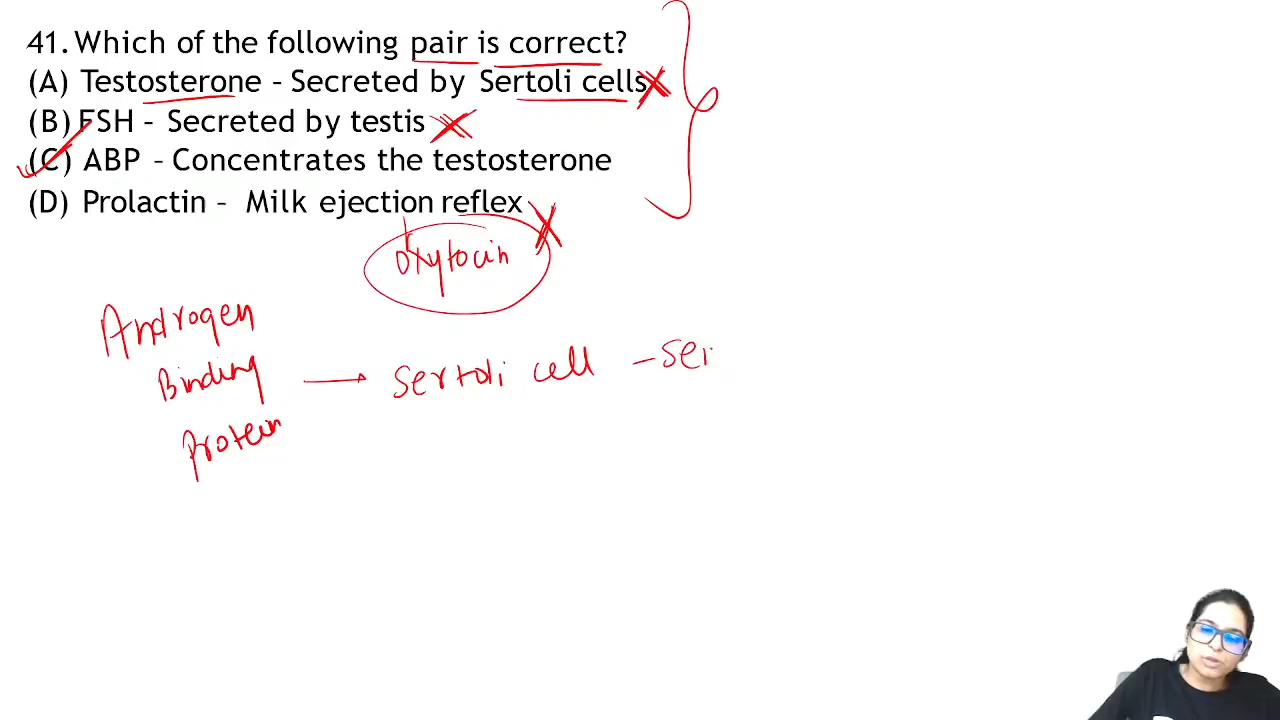 41. Which of the following pair is correct?
(A) Testosterone - Secreted by Sertoli cells
(B) FSH - Secreted by testis
(C) ABP - Concentrates the testosterone
(D) Prolactin - Milk ejection reflex
oxytocin
Androgen
Binding → Sertoli cell - Ser
Protein